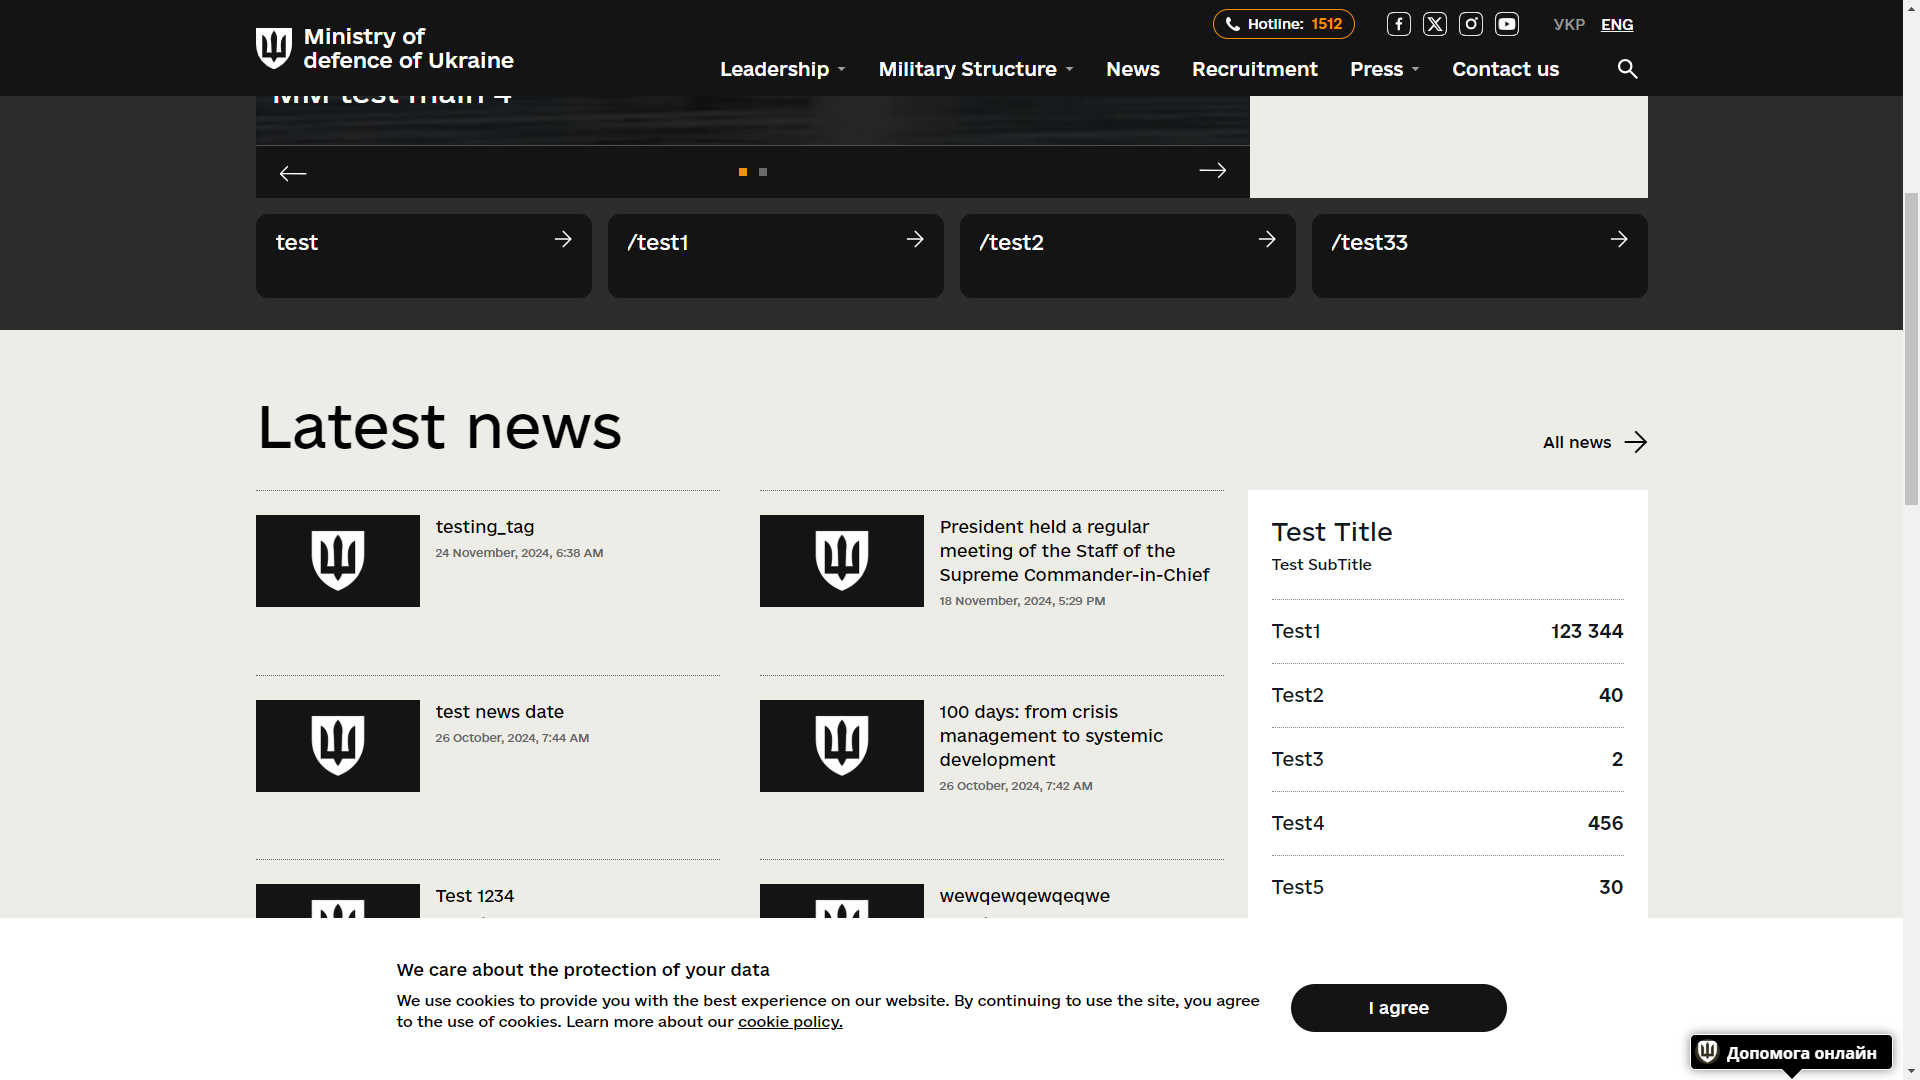 Ministry of
defence of Ukraine
Hotline: 1512
УКР ENG
Leadership
Military Structure
News
Recruitment
Press
Contact us
MM test main 4
test
/test1
/test2
/test33
Latest news
All news
testing_tag
24 November, 2024, 6:38 AM
President held a regular
meeting of the Staff of the
Supreme Commander-in-Chief
18 November, 2024, 5:29 PM
test news date
26 October, 2024, 7:44 AM
100 days: from crisis
management to systemic
development
26 October, 2024, 7:42 AM
Test 1234
wewqewqewqeqwe
Test Title
Test SubTitle
Test1 123 344
Test2 40
Test3 2
Test4 456
Test5 30
We care about the protection of your data
We use cookies to provide you with the best experience on our website. By continuing to use the site, you agree
to the use of cookies. Learn more about our cookie policy.
I agree
Допомога онлайн